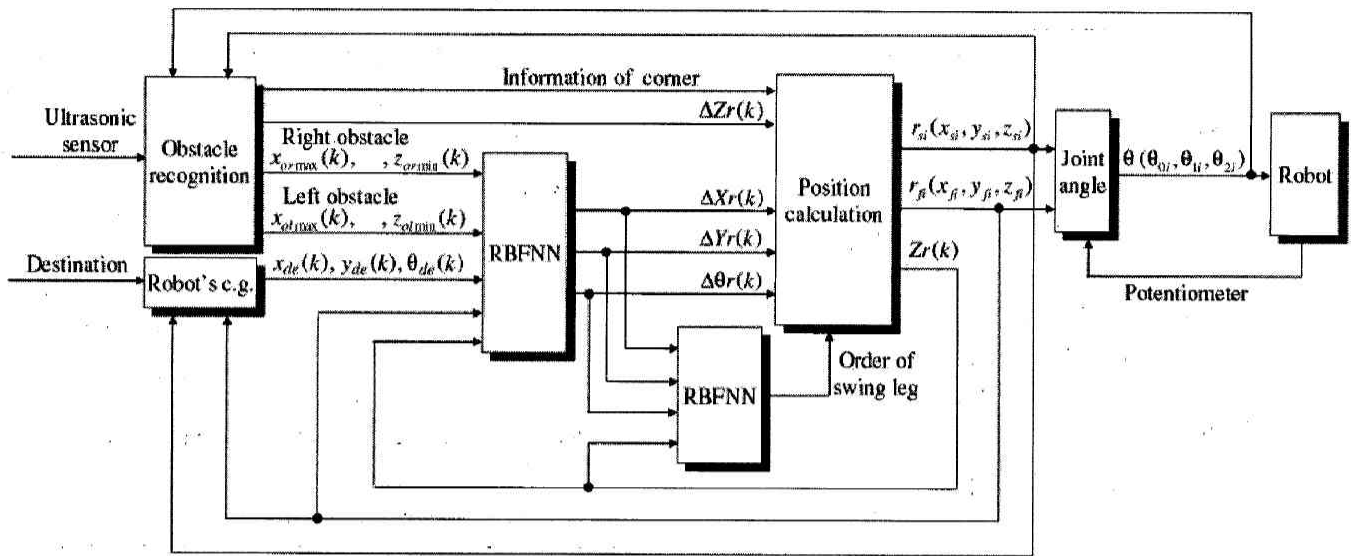 Information of corner
ΔZr(k)
Ultrasonic
sensor
Obstacle
recognition
Right obstacle
x_ormax(k), , z_ormin(k)
Left obstacle
x_olmax(k), , z_olmin(k)
Destination
Robot's c.g.
x_de(k), y_de(k), θ_de(k)
RBFNN
ΔXr(k)
ΔYr(k)
Δθr(k)
RBFNN
Order of
swing leg
Position
calculation
r_si(x_si, y_si, z_si)
r_fi(x_fi, y_fi, z_fi)
Zr(k)
Joint
angle
θ (θ_0i, θ_1i, θ_2i)
Robot
Potentiometer